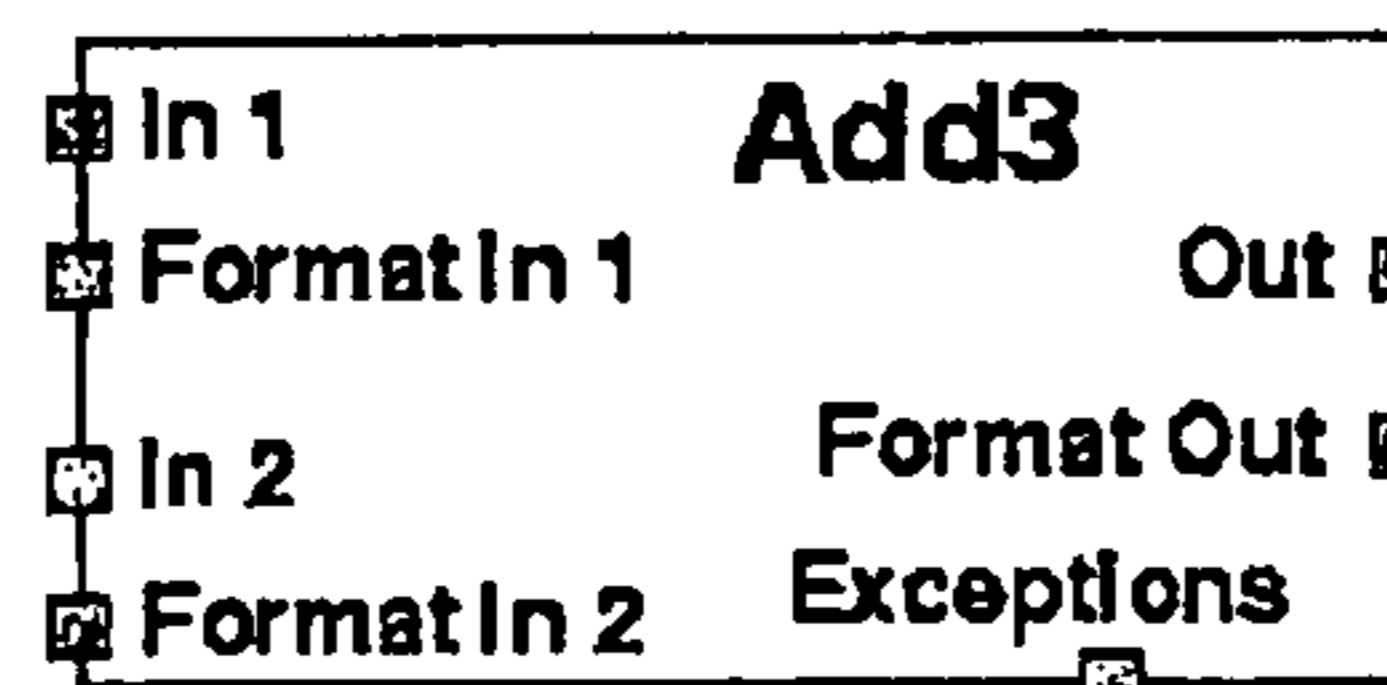 In 1
Add3
Format In 1
Out
Format Out
In 2
Exceptions
Format In 2